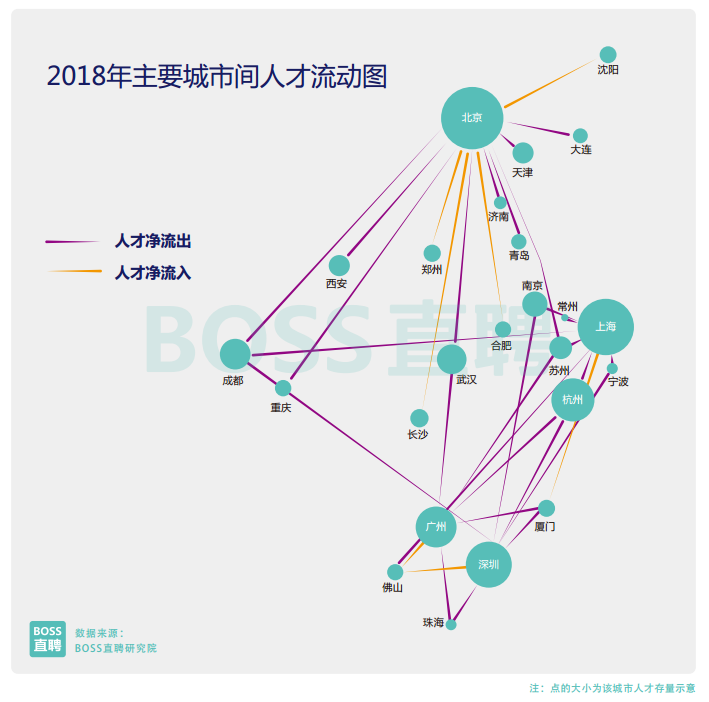 2018年主要城市间人才流动图
沈阳
北京
大连
天津
济南
人才净流出
青岛
郑州
人才净流入
西安
南京
常州
BOSS直聘
上海
合肥
苏州
成都
武汉
宁波
重庆
杭州
长沙
厦门
广州
深圳
佛山
珠海
BOSS
直聘
数据来源：
BOSS直聘研究院
注：点的大小为该城市人才存量示意